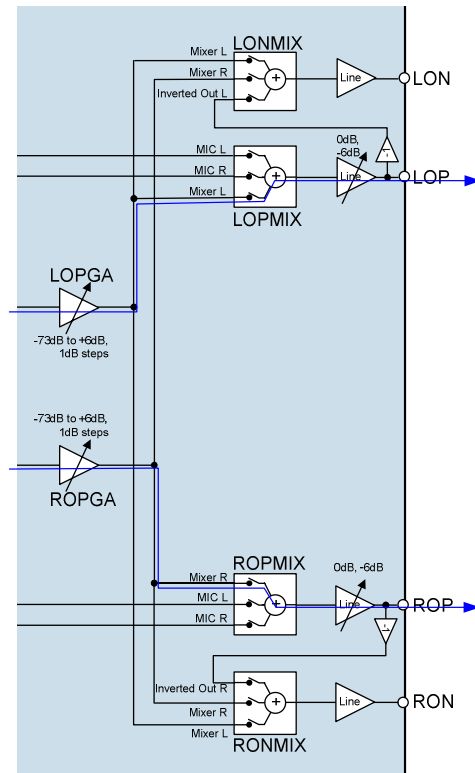 LONMIX
Mixer L
Mixer R
Inverted Out L
+
Line
LON
-1
0dB,
-6dB
MIC L
MIC R
Mixer L
+
Line
LOP
LOPMIX
LOPGA
-73dB to +6dB,
1dB steps
-73dB to +6dB,
1dB steps
ROPGA
ROPMIX
0dB, -6dB
Mixer R
MIC L
MIC R
+
Line
ROP
-1
Inverted Out R
Mixer R
Mixer L
+
Line
RON
RONMIX